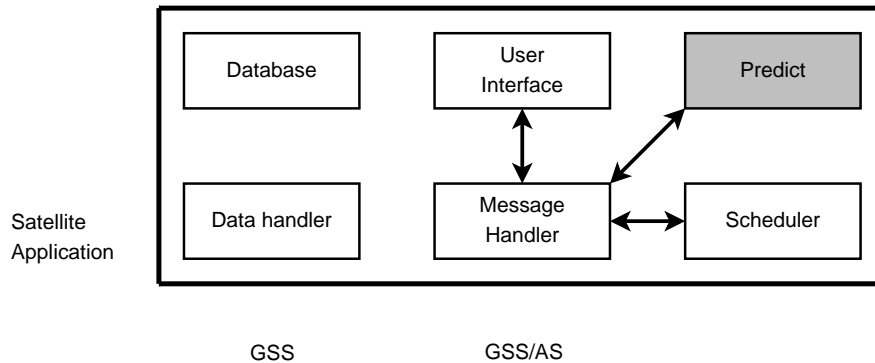 Database
User
Interface
Predict
Data handler
Message
Handler
Scheduler
Satellite
Application
GSS
GSS/AS